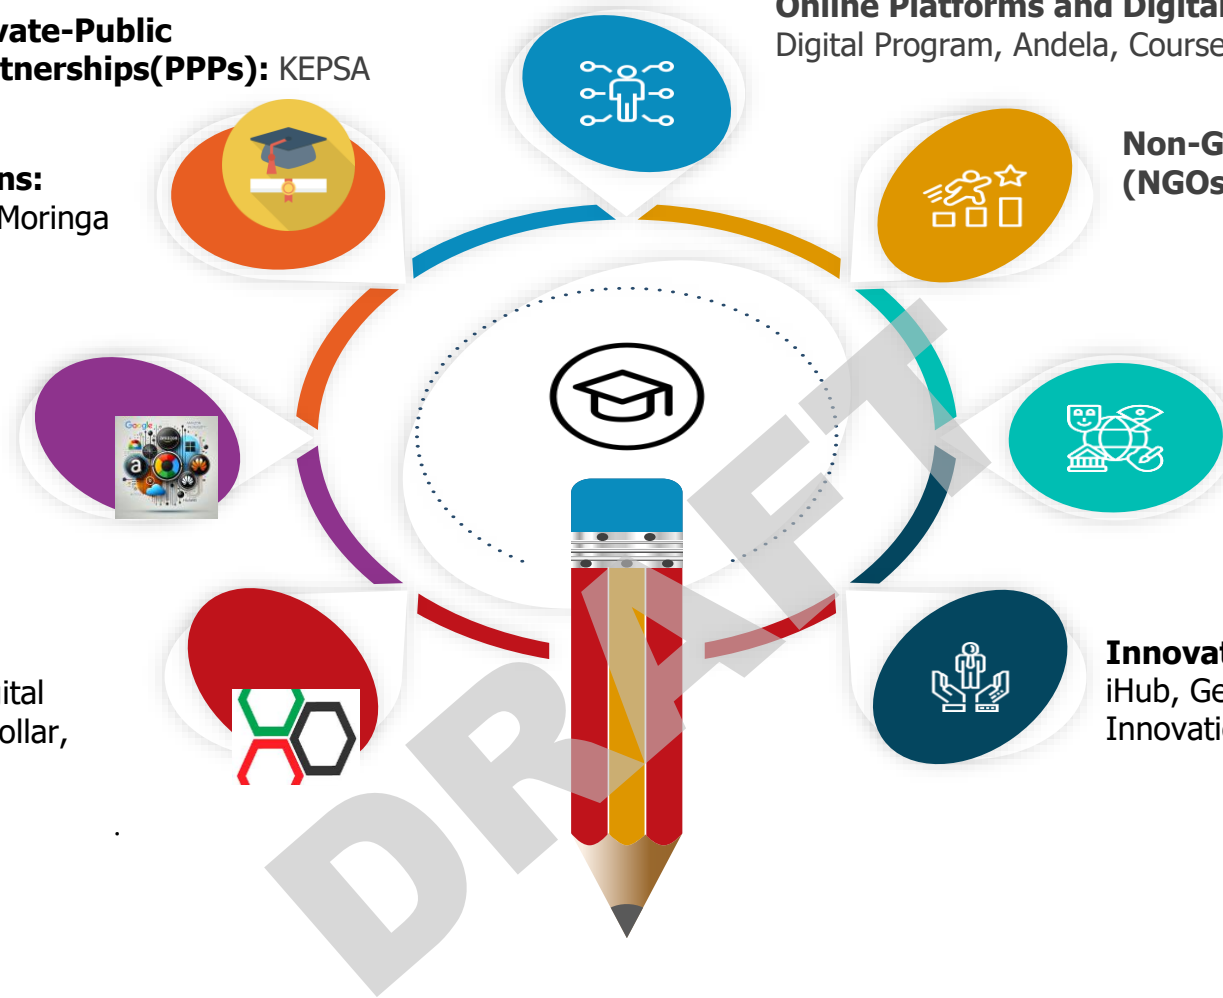 vate-Public
tnerships(PPPs): KEPSA
Online Platforms and Digital
Digital Program, Andela, Course
Non-G
(NGOs
ns:
Moringa
Google
a
ital
ollar,
.
Innovat
iHub, Ge
Innovati
DRAFT